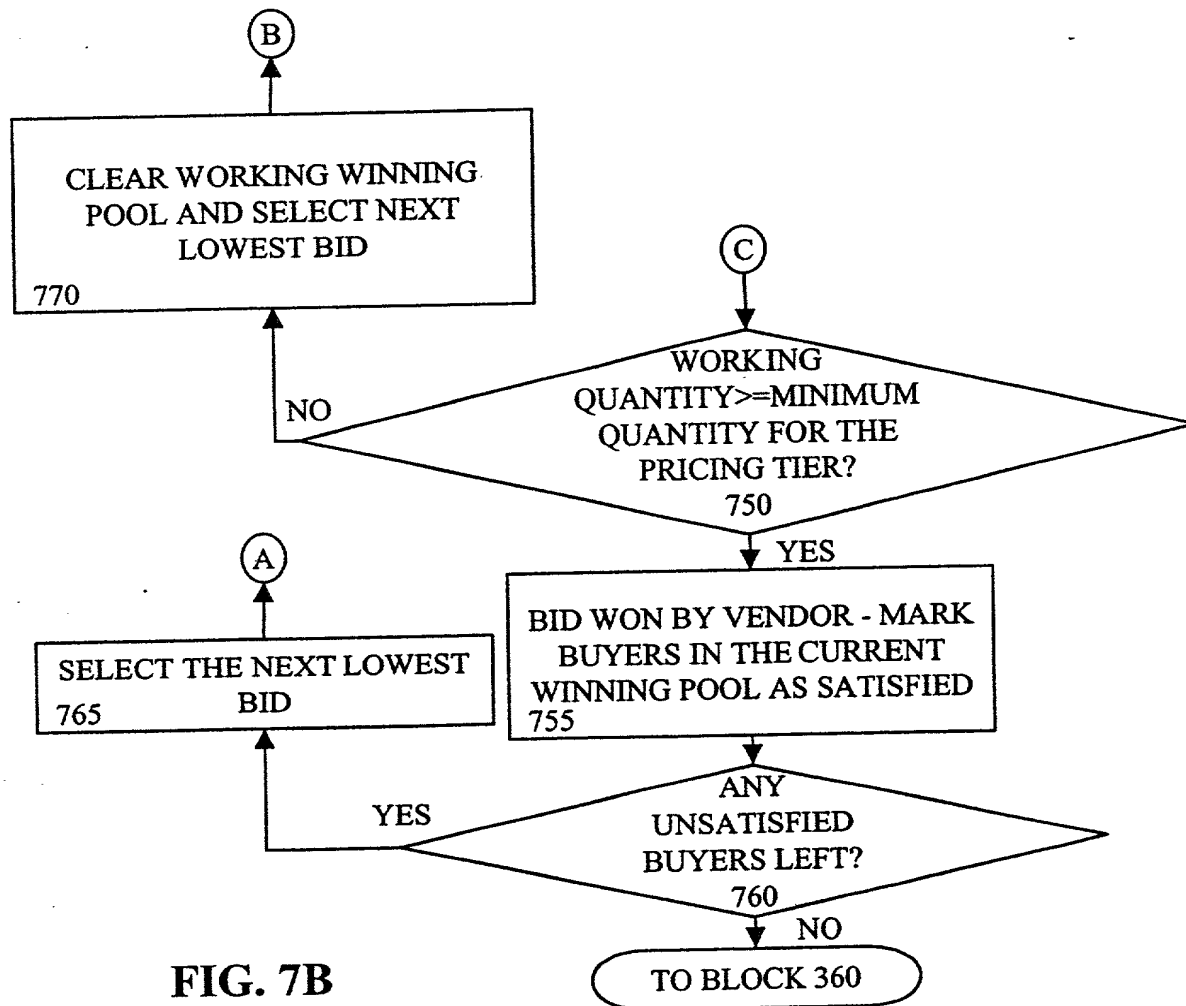 B
CLEAR WORKING WINNING
POOL AND SELECT NEXT
LOWEST BID
770
C
WORKING
QUANTITY>=MINIMUM
QUANTITY FOR THE
PRICING TIER?
750
NO
YES
A
SELECT THE NEXT LOWEST
BID
765
BID WON BY VENDOR - MARK
BUYERS IN THE CURRENT
WINNING POOL AS SATISFIED
755
ANY
UNSATISFIED
BUYERS LEFT?
760
YES
NO
TO BLOCK 360
FIG. 7B